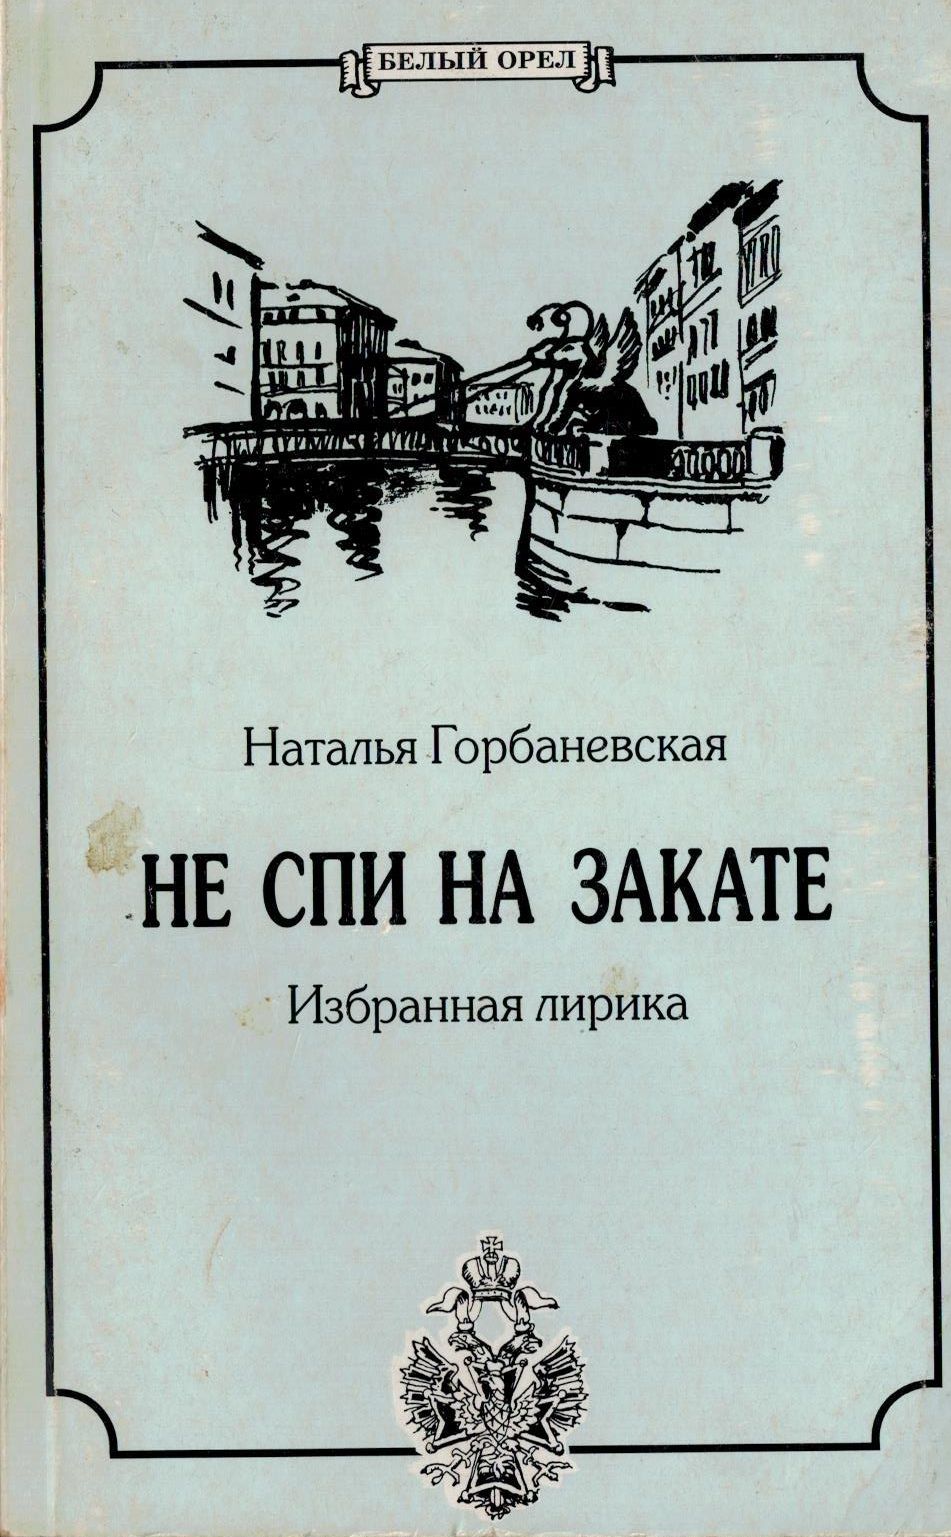 БЕЛЫЙ ОРЕЛ
Наталья Горбаневская
НЕ СПИ НА ЗАКАТЕ
Избранная лирика